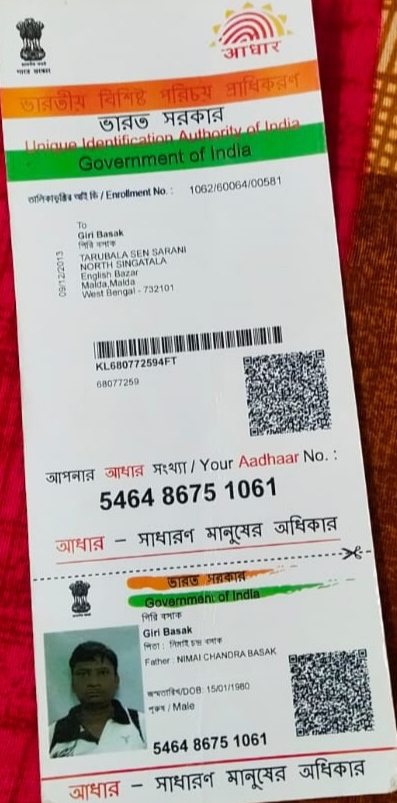 भारत सरकार
आधार
ভারতীয় বিশিষ্ট পরিচয় প্রাধিকরণ
ভারত সরকার
Unique Identification Authority of India
Government of India
তালিকাভুক্তির আই ডি / Enrollment No. : 1062/60064/00581
To
Giri Basak
গিরি বসাক
TARUBALA SEN SARANI
NORTH SINGATALA
English Bazar
Malda,Malda
West Bengal - 732101
09/12/2013
KL680772594FT
68077259
আপনার আধার সংখ্যা / Your Aadhaar No. :
5464 8675 1061
আধার – সাধারণ মানুষের অধিকার
ভারত সরকার
Government of India
গিরি বসাক
Giri Basak
পিতা : নিমাই চন্দ্র বসাক
Father : NIMAI CHANDRA BASAK
জন্মতারিখ/DOB: 15/01/1980
পুরুষ / Male
5464 8675 1061
আধার – সাধারণ মানুষের অধিকার